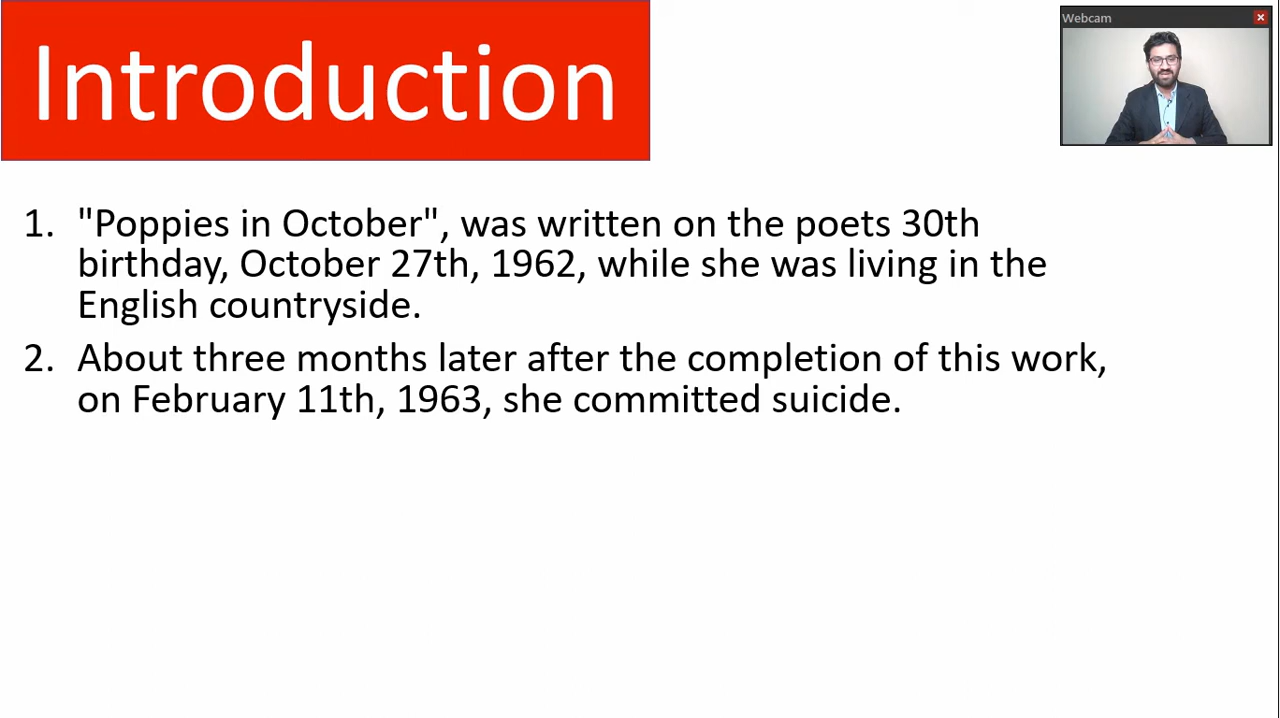 Introduction
Webcam
1. "Poppies in October", was written on the poets 30th
birthday, October 27th, 1962, while she was living in the
English countryside.
2. About three months later after the completion of this work,
on February 11th, 1963, she committed suicide.